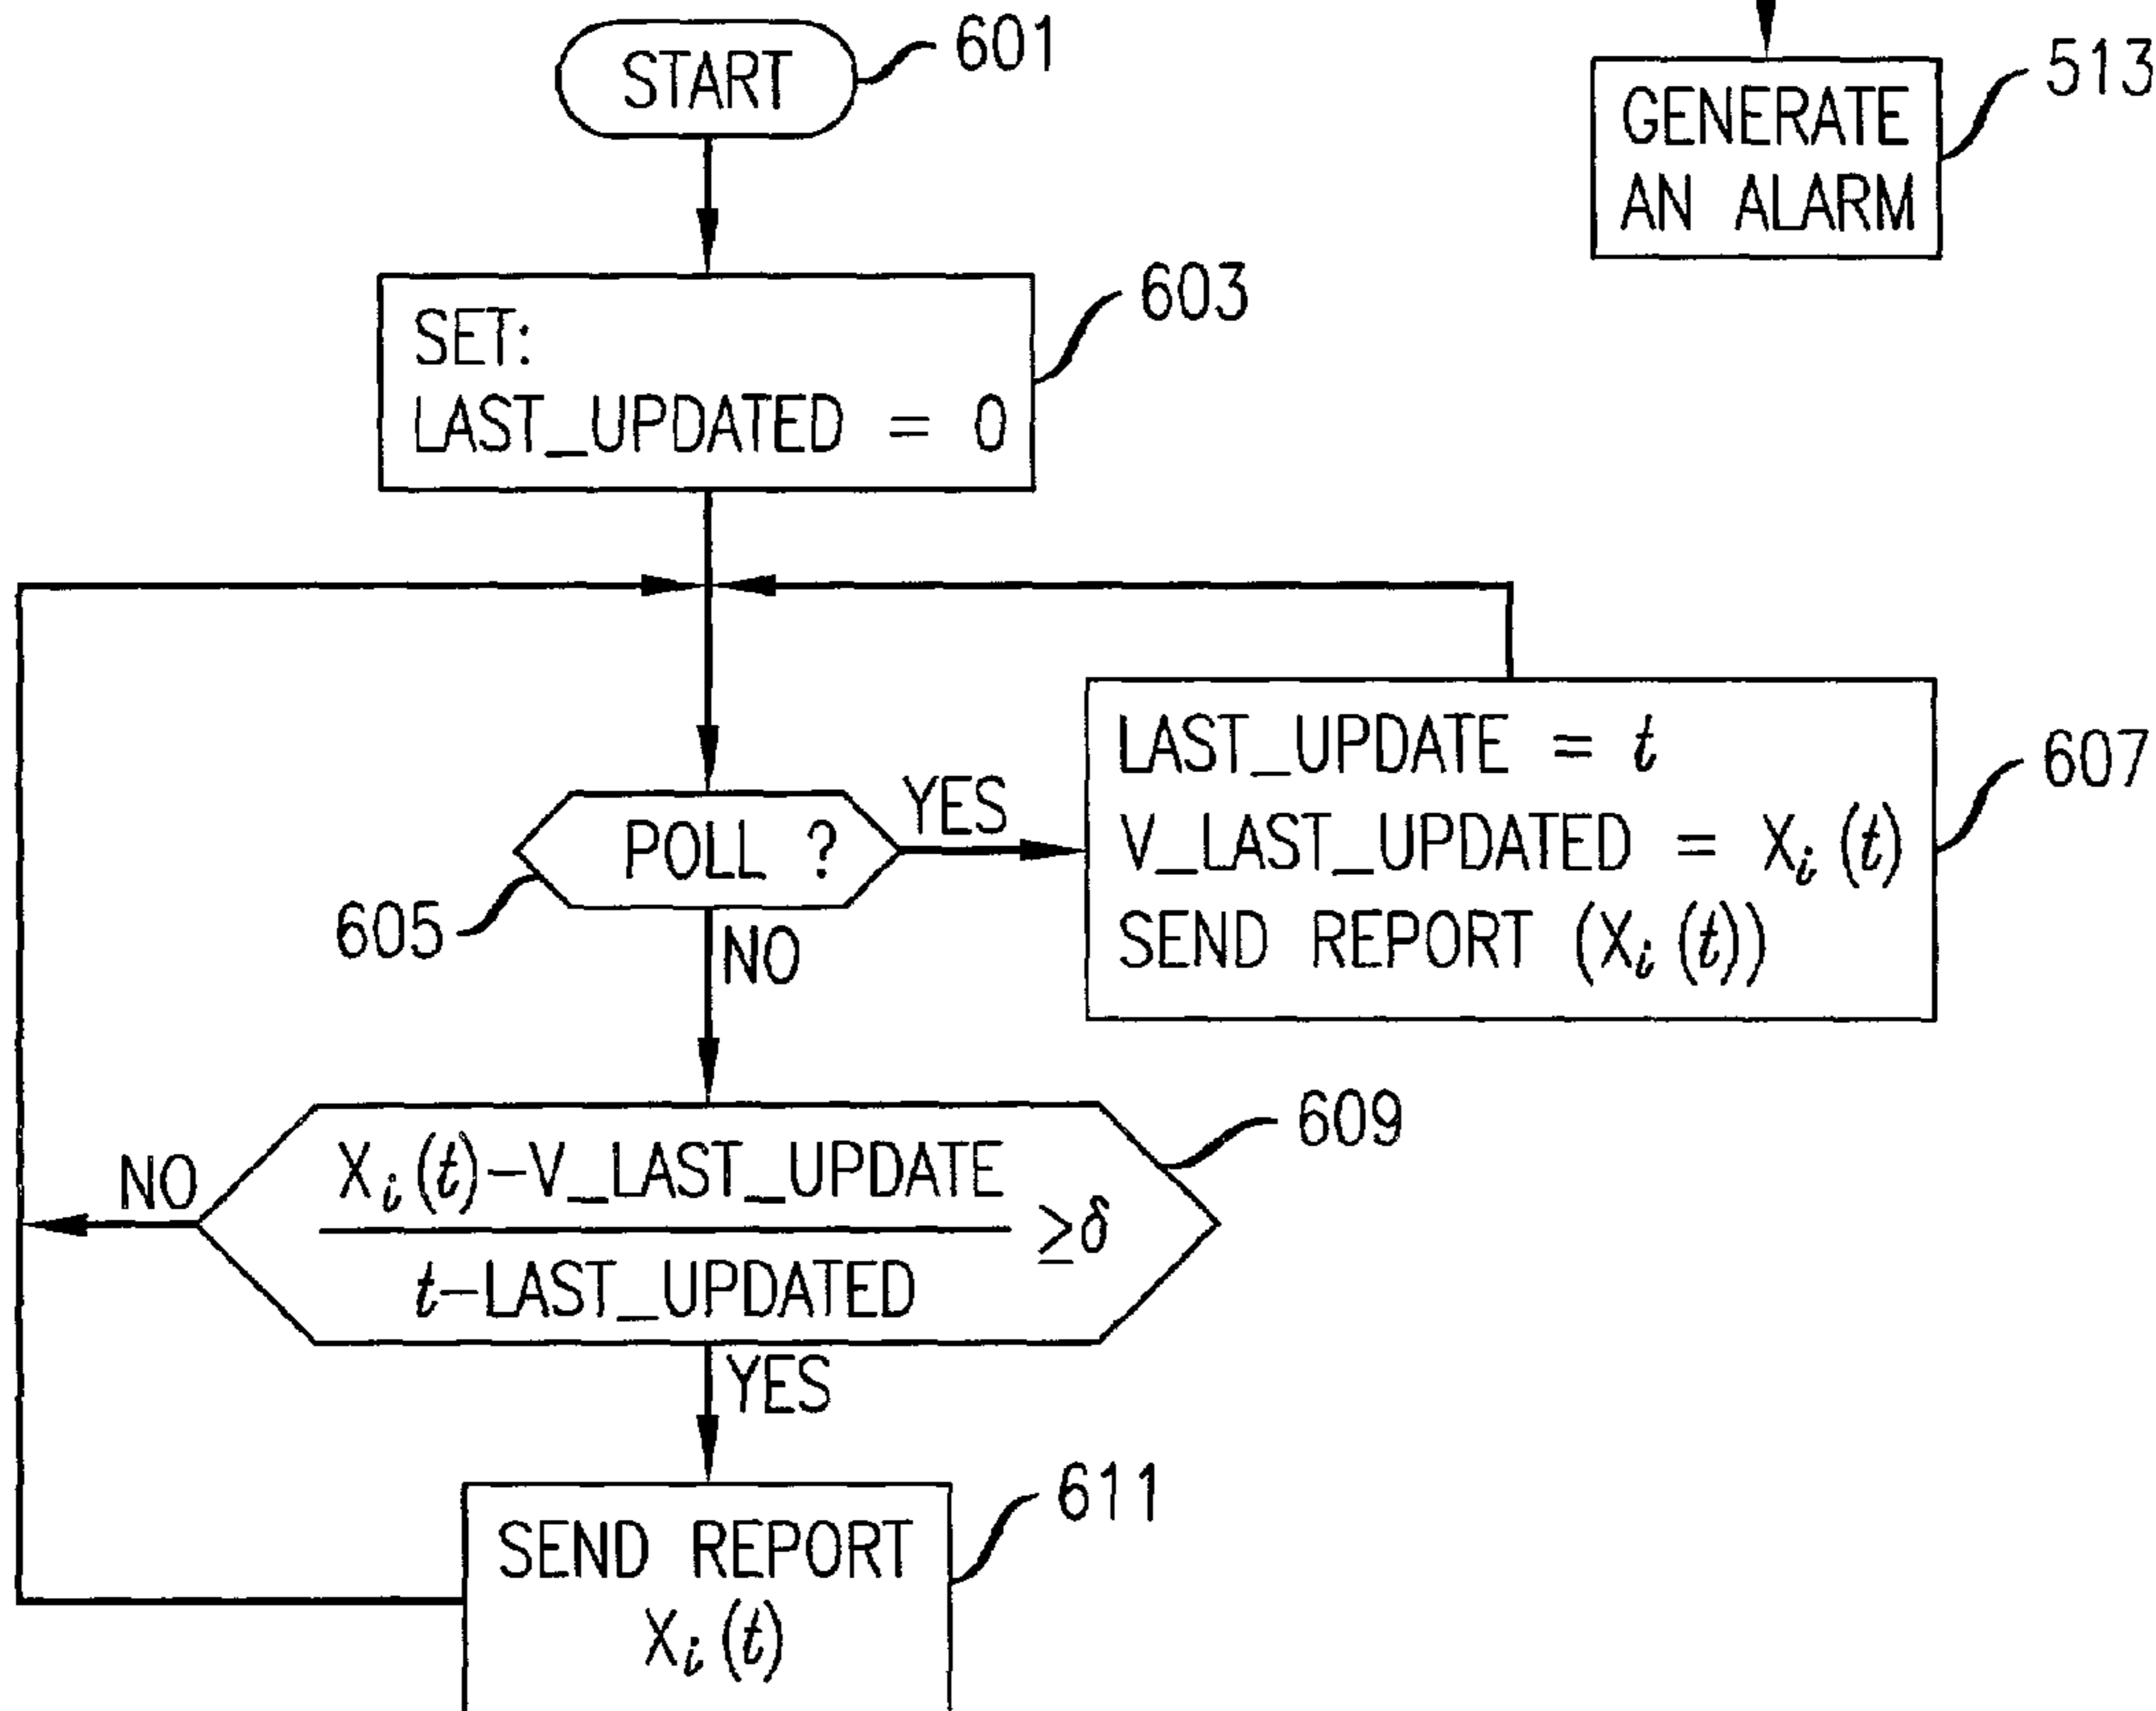 START
601
GENERATE
AN ALARM
513
SET:
LAST_UPDATED = 0
603
POLL ?
605
YES
NO
LAST_UPDATE = t
V_LAST_UPDATED = Xi (t)
SEND REPORT (Xi (t))
607
Xi (t)-V_LAST_UPDATE
t-LAST_UPDATED
≥δ
609
NO
YES
SEND REPORT
Xi (t)
611